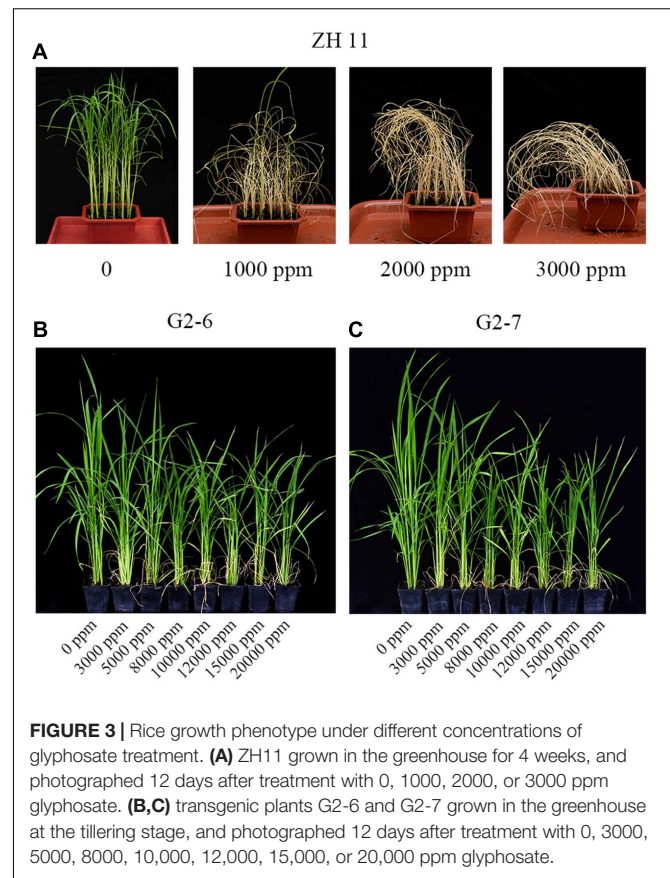 ZH 11
A
0
1000 ppm
2000 ppm
3000 ppm
B
G2-6
C
G2-7
0 ppm
3000 ppm
5000 ppm
8000 ppm
10000 ppm
12000 ppm
15000 ppm
20000 ppm
0 ppm
3000 ppm
5000 ppm
8000 ppm
10000 ppm
12000 ppm
15000 ppm
20000 ppm
FIGURE 3 | Rice growth phenotype under different concentrations of
glyphosate treatment. (A) ZH11 grown in the greenhouse for 4 weeks, and
photographed 12 days after treatment with 0, 1000, 2000, or 3000 ppm
glyphosate. (B,C) transgenic plants G2-6 and G2-7 grown in the greenhouse
at the tillering stage, and photographed 12 days after treatment with 0, 3000,
5000, 8000, 10,000, 12,000, 15,000, or 20,000 ppm glyphosate.